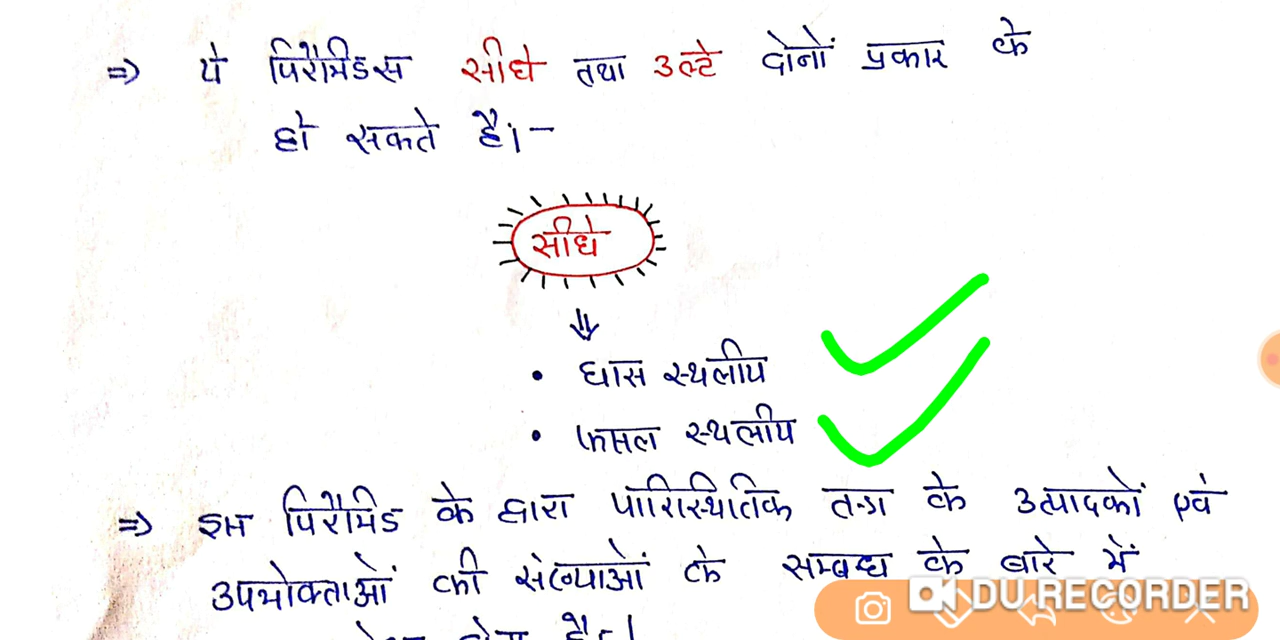 ⇒ ये पिरैमिडस सीधे तथा उल्टे दोनों प्रकार के
हो सकते है।-
सीधे
• घास स्थलीय
• फसल स्थलीय
⇒ इस पिरैमिड के द्वारा पारिस्थितिक तन्त्र के उत्पादकों एवं
उपभोक्ताओं की संख्याओं के सम्बन्ध के बारे में
है।
DU RECORDER